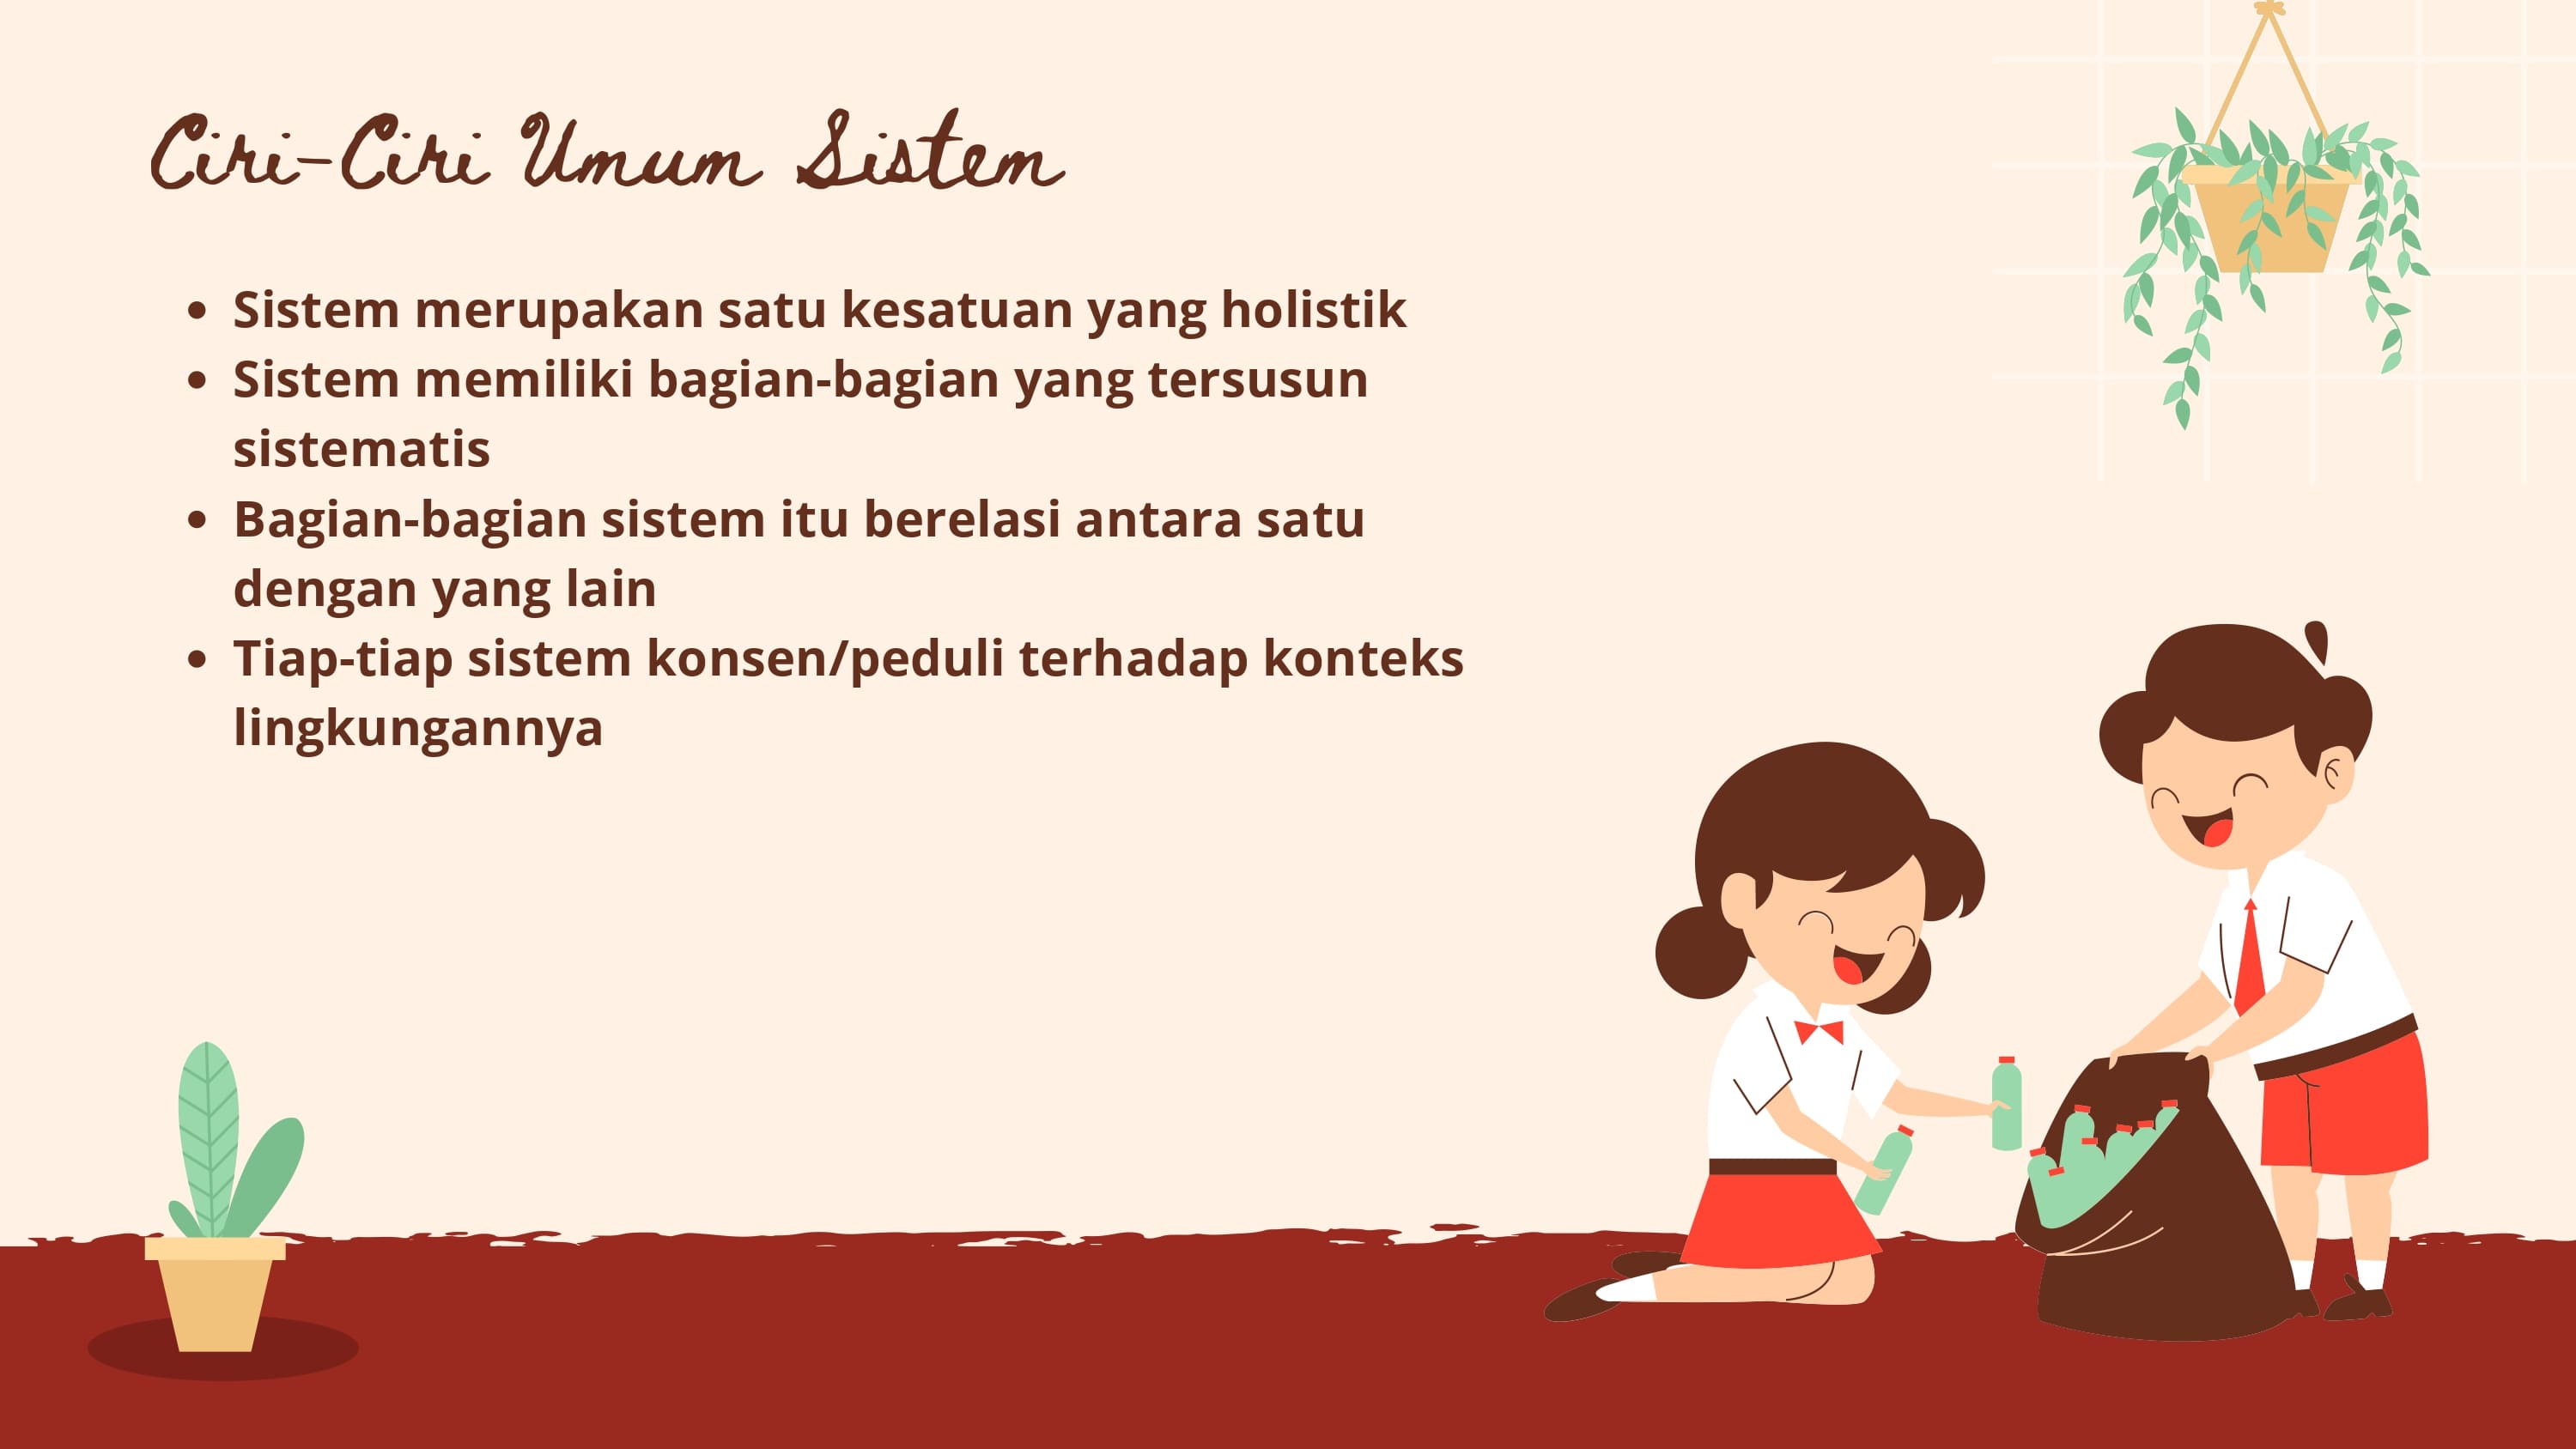 Ciri-Ciri Umum Sistem
• Sistem merupakan satu kesatuan yang holistik
• Sistem memiliki bagian-bagian yang tersusun
sistematis
• Bagian-bagian sistem itu berelasi antara satu
dengan yang lain
• Tiap-tiap sistem konsen/peduli terhadap konteks
lingkungannya